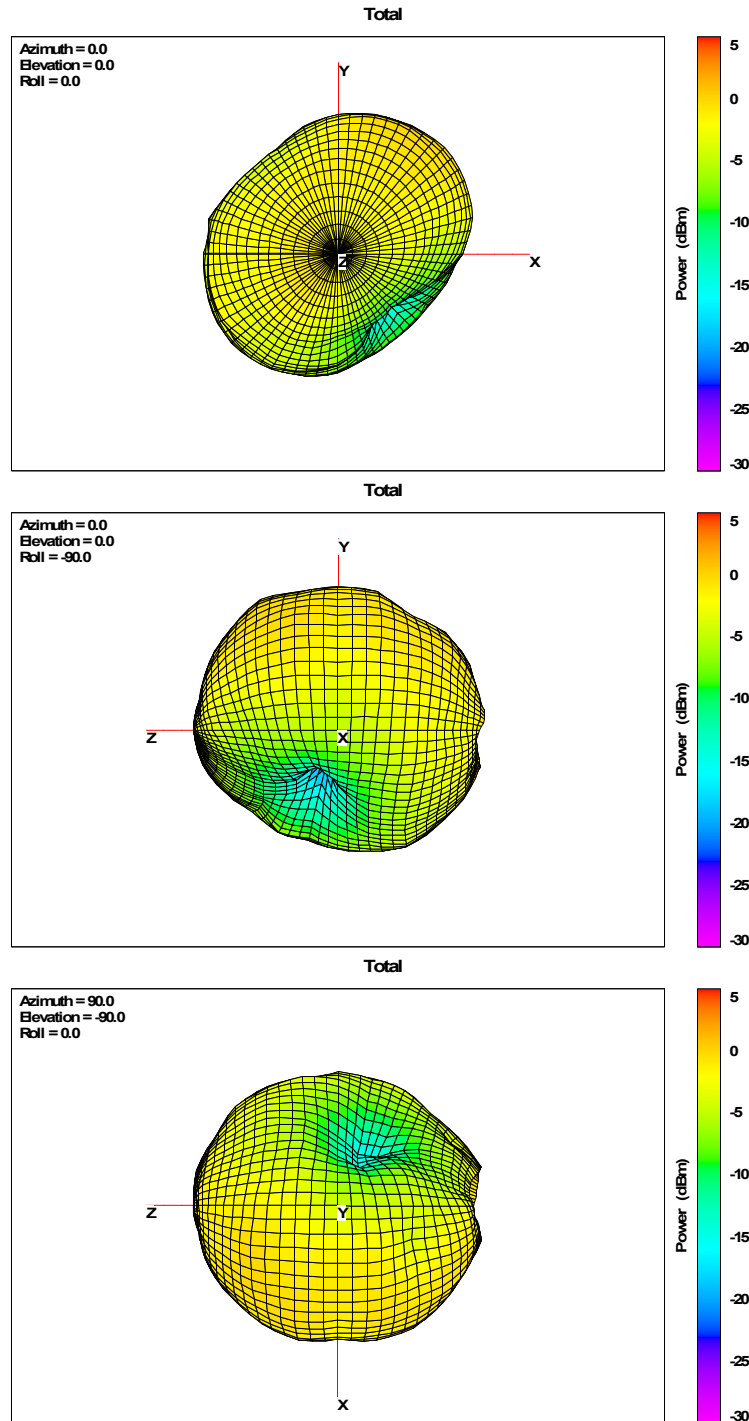 Total
Azimuth = 0.0
Elevation = 0.0
Roll = 0.0
Y
Z
X
5
0
-5
-10
-15
-20
-25
-30
Power (dBm)
Total
Azimuth = 0.0
Elevation = 0.0
Roll = -90.0
Y
Z
X
5
0
-5
-10
-15
-20
-25
-30
Power (dBm)
Total
Azimuth = 90.0
Elevation = -90.0
Roll = 0.0
Z
Y
X
5
0
-5
-10
-15
-20
-25
-30
Power (dBm)